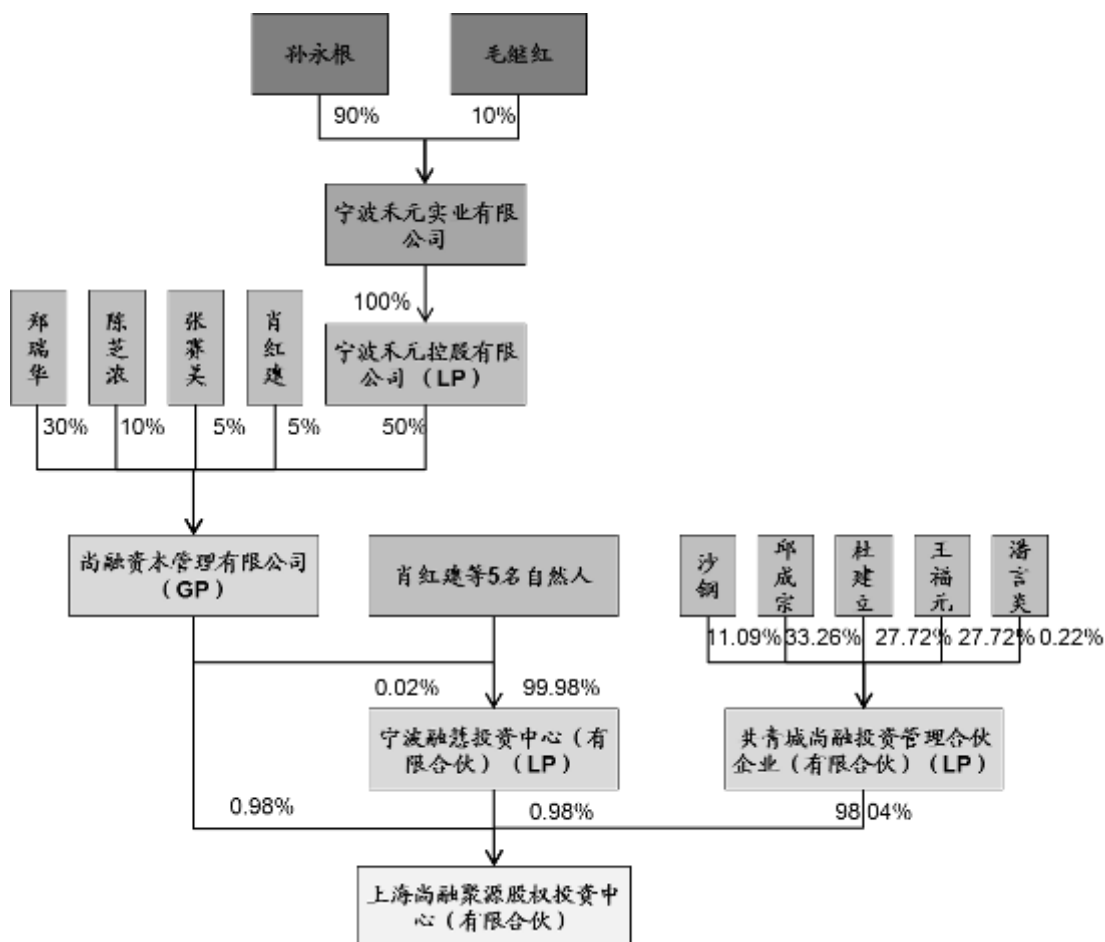 孙永根
毛继红
90%
10%
宁波禾元实业有限
公司
100%
郑瑞华
陈芝浓
张赛美
肖红建
宁波禾元控股有限
公司（LP）
30%
10%
5%
5%
50%
尚融资本管理有限公司
（GP）
肖红建等5名自然人
沙钢
邱成宗
杜建立
王福元
潘言炎
11.09%
33.26%
27.72%
27.72%
0.22%
0.02%
99.98%
宁波融慧投资中心（有
限合伙）（LP）
共青城尚融投资管理合伙
企业（有限合伙）（LP）
0.98%
0.98%
98.04%
上海尚融聚源股权投资中
心（有限合伙）